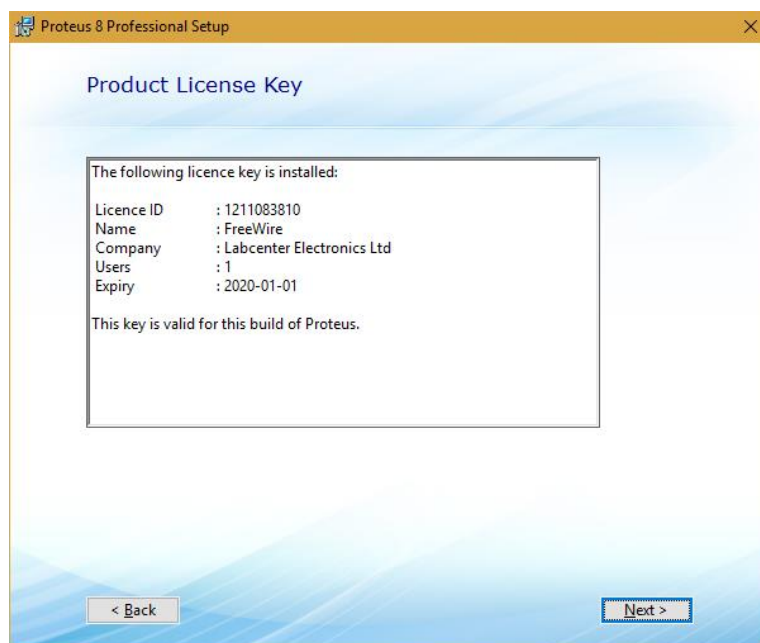 Proteus 8 Professional Setup
Product License Key
The following licence key is installed:
Licence ID : 1211083810
Name : FreeWire
Company : Labcenter Electronics Ltd
Users : 1
Expiry : 2020-01-01
This key is valid for this build of Proteus.
< Back
Next >